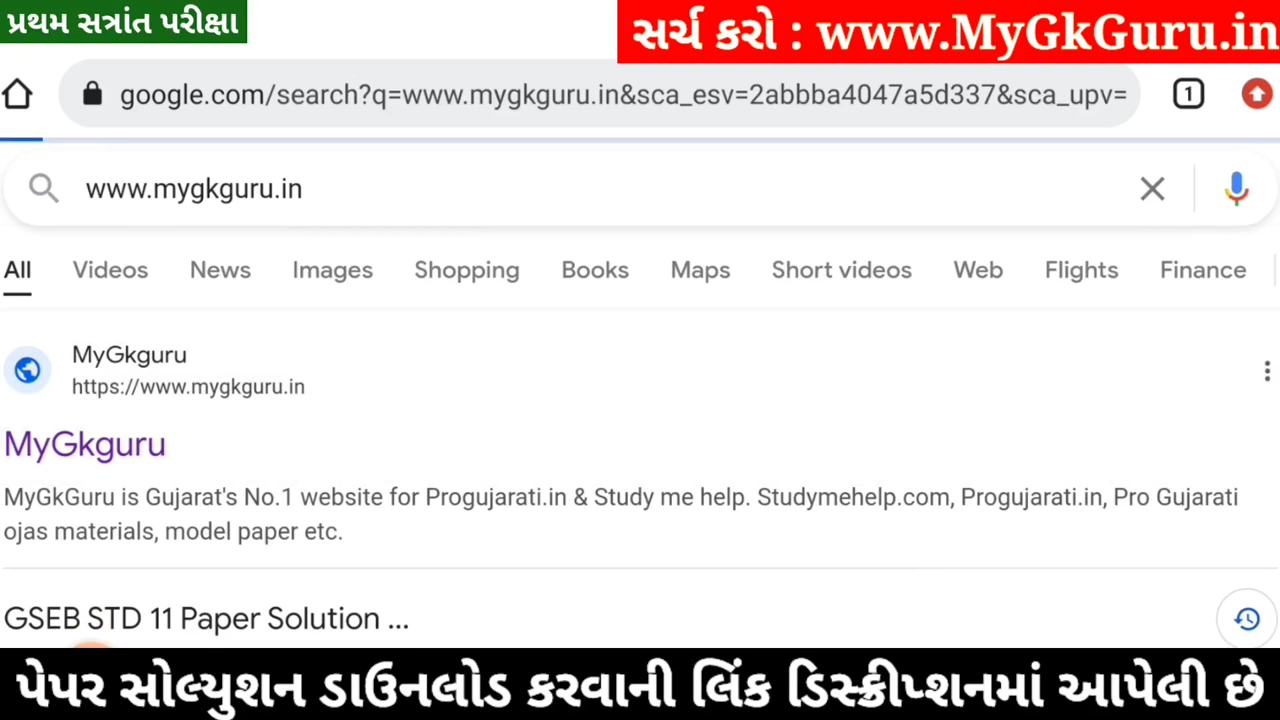 પ્રથમ સત્રાંત પરીક્ષા
સર્ચ કરો : www.MyGkGuru.in
google.com/search?q=www.mygkguru.in&sca_esv=2abbba4047a5d337&sca_upv=
1
www.mygkguru.in
All Videos News Images Shopping Books Maps Short videos Web Flights Finance
MyGkguru
https://www.mygkguru.in
MyGkguru
MyGkGuru is Gujarat's No.1 website for Progujarati.in & Study me help. Studymehelp.com, Progujarati.in, Pro Gujarati
ojas materials, model paper etc.
GSEB STD 11 Paper Solution ...
પેપર સોલ્યુશન ડાઉનલોડ કરવાની લિંક ડિસ્ક્રીપ્શનમાં આપેલી છે